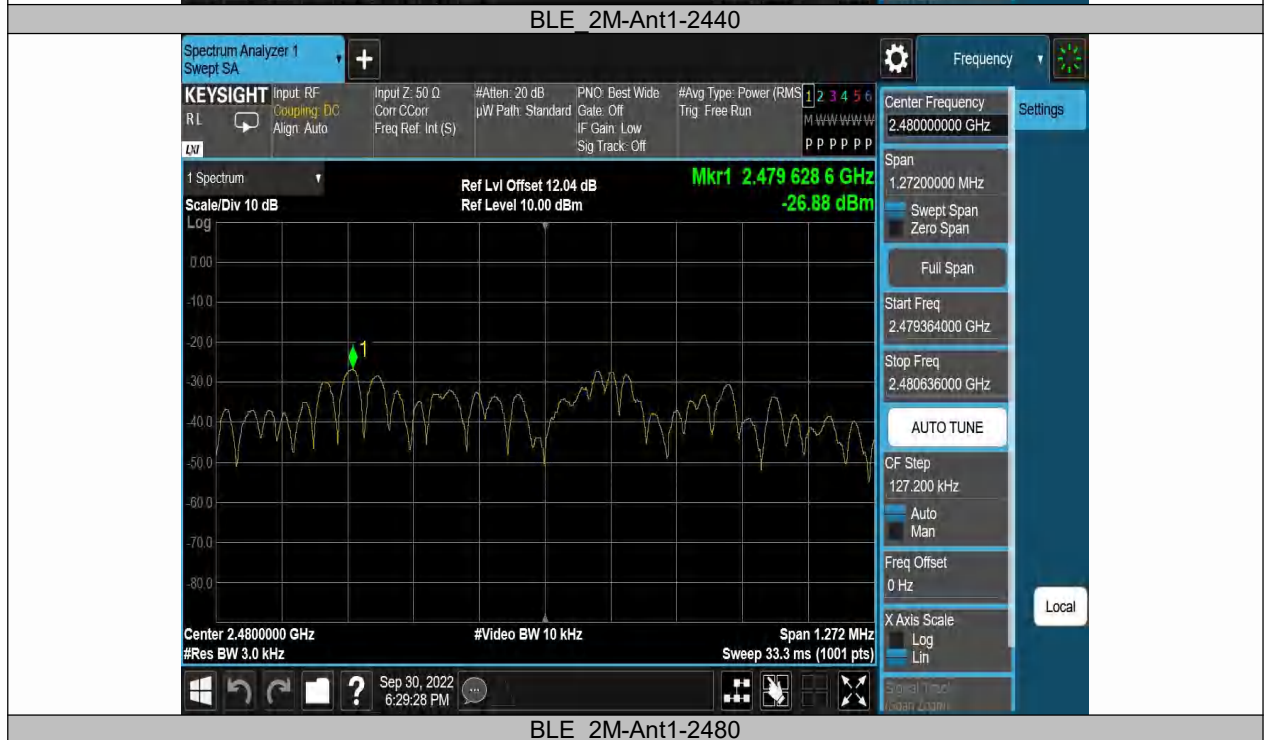 BLE_2M-Ant1-2440
Spectrum Analyzer 1
Swept SA
+
Frequency
KEYSIGHT
RL
LXI
Input: RF
Coupling: DC
Align: Auto
Input Z: 50 Ω
Corr CCorr
Freq Ref: Int (S)
#Atten: 20 dB
µW Path: Standard
PNO: Best Wide
Gate: Off
IF Gain: Low
Sig Track: Off
#Avg Type: Power (RMS
Trig: Free Run
1 2 3 4 5 6
M W W W W W
P P P P P P
Center Frequency
2.480000000 GHz
Settings
Span
1.27200000 MHz
Swept Span
Zero Span
Full Span
Start Freq
2.479364000 GHz
Stop Freq
2.480636000 GHz
AUTO TUNE
CF Step
127.200 kHz
Auto
Man
Freq Offset
0 Hz
X Axis Scale
Log
Lin
Signal Track
(Span Zoom)
Local
1 Spectrum
Scale/Div 10 dB
Ref Lvl Offset 12.04 dB
Ref Level 10.00 dBm
Mkr1 2.479 628 6 GHz
-26.88 dBm
Log
0.00
-10.0
-20.0
1
-30.0
-40.0
-50.0
-60.0
-70.0
-80.0
Center 2.4800000 GHz
#Video BW 10 kHz
Span 1.272 MHz
#Res BW 3.0 kHz
Sweep 33.3 ms (1001 pts)
?
Sep 30, 2022
6:29:28 PM
BLE_2M-Ant1-2480